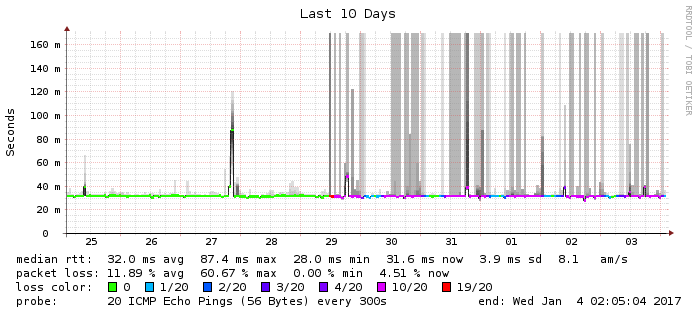 Last 10 Days
RRDTOOL / TOBI OETIKER
Seconds
160 m
140 m
120 m
100 m
80 m
60 m
40 m
20 m
0
25 26 27 28 29 30 31 01 02 03
median rtt: 32.0 ms avg 87.4 ms max 28.0 ms min 31.6 ms now 3.9 ms sd 8.1 am/s
packet loss: 11.89 % avg 60.67 % max 0.00 % min 4.51 % now
loss color: 0 1/20 2/20 3/20 4/20 10/20 19/20
probe: 20 ICMP Echo Pings (56 Bytes) every 300s end: Wed Jan 4 02:05:04 2017